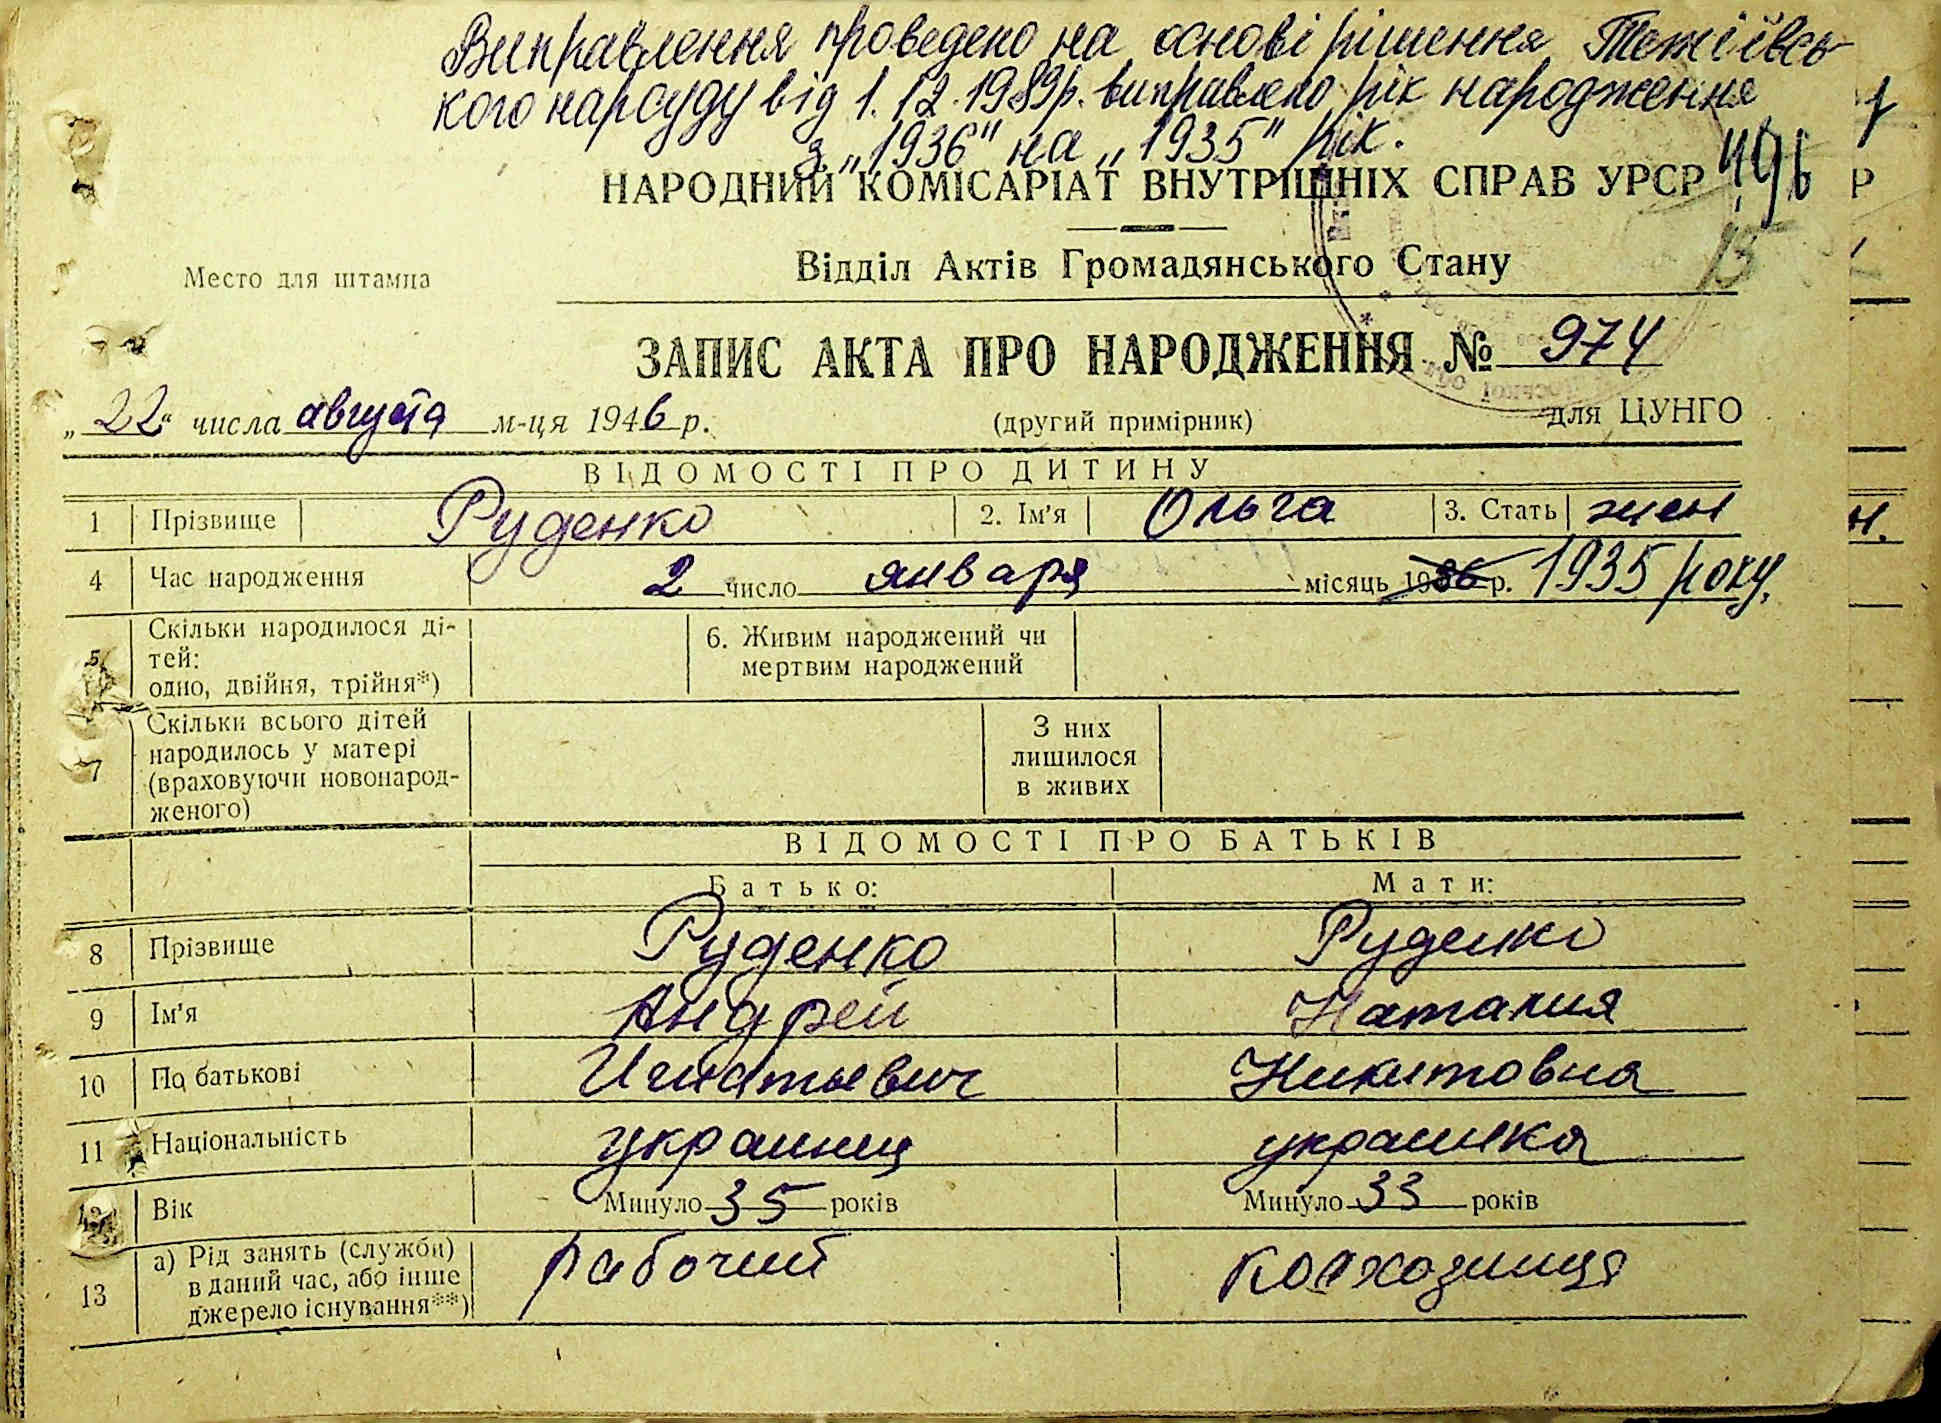 Виправлення проведено на основі рішення Тетіївсь-
кого нарсуду від 1.12.1989р. виправлено рік народження
з „1936" на „1935" рік.
НАРОДНИЙ КОМІСАРІАТ ВНУТРІШНІХ СПРАВ УРСР
496
Р
15
Відділ Актів Громадянського Стану
Место для штампа
ЗАПИС АКТА ПРО НАРОДЖЕННЯ № 974
„22" числа августа м-ця 1946 р. (другий примірник) для ЦУНГО
ВІДОМОСТІ ПРО ДИТИНУ
1 Прізвище Руденко 2. Ім'я Ольга 3. Стать жен
н.
4 Час народження 2 число января місяць 1936 р. 1935 року.
5 Скільки народилося ді-
тей:
одно, двійня, трійня*)
6. Живим народжений чи
мертвим народжений
7 Скільки всього дітей
народилось у матері
(враховуючи новонарод-
женого)
З них
лишилося
в живих
ВІДОМОСТІ ПРО БАТЬКІВ
Батько: Мати:
8 Прізвище Руденко Руденко
9 Ім'я Андрей Наталия
10 По батькові Игнатьевич Никитовна
11 Національність украинец украинка
12 Вік Минуло 35 років Минуло 33 років
13 а) Рід занять (служби)
в даний час, або інше
джерело існування**)
рабочий колхозница